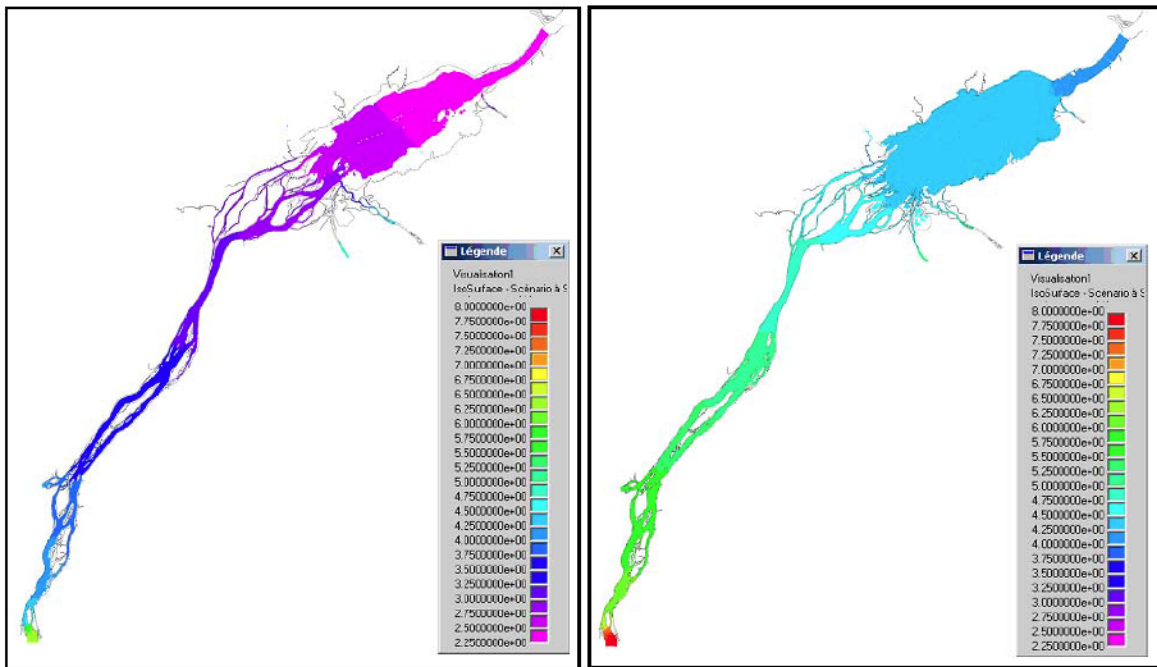 Légende
Visualisation1
IsoSurface - Scénario à S
8.0000000e+00
7.7500000e+00
7.5000000e+00
7.2500000e+00
7.0000000e+00
6.7500000e+00
6.5000000e+00
6.2500000e+00
6.0000000e+00
5.7500000e+00
5.5000000e+00
5.2500000e+00
5.0000000e+00
4.7500000e+00
4.5000000e+00
4.2500000e+00
4.0000000e+00
3.7500000e+00
3.5000000e+00
3.2500000e+00
3.0000000e+00
2.7500000e+00
2.5000000e+00
2.2500000e+00
Légende
Visualisation1
IsoSurface - Scénario à S
8.0000000e+00
7.7500000e+00
7.5000000e+00
7.2500000e+00
7.0000000e+00
6.7500000e+00
6.5000000e+00
6.2500000e+00
6.0000000e+00
5.7500000e+00
5.5000000e+00
5.2500000e+00
5.0000000e+00
4.7500000e+00
4.5000000e+00
4.2500000e+00
4.0000000e+00
3.7500000e+00
3.5000000e+00
3.2500000e+00
3.0000000e+00
2.7500000e+00
2.5000000e+00
2.2500000e+00